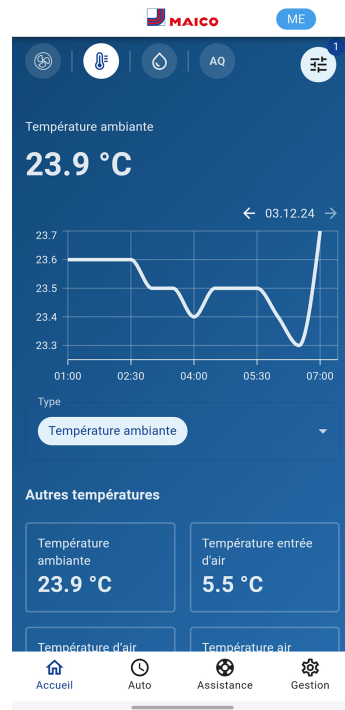 MAICO
ME
AQ
1
Température ambiante
23.9 °C
03.12.24
23.7
23.6
23.5
23.4
23.3
01:00 02:30 04:00 05:30 07:00
Type
Température ambiante
Autres températures
Température
ambiante
23.9 °C
Température entrée
d'air
5.5 °C
Température d'air
Température air
Accueil
Auto
Assistance
Gestion